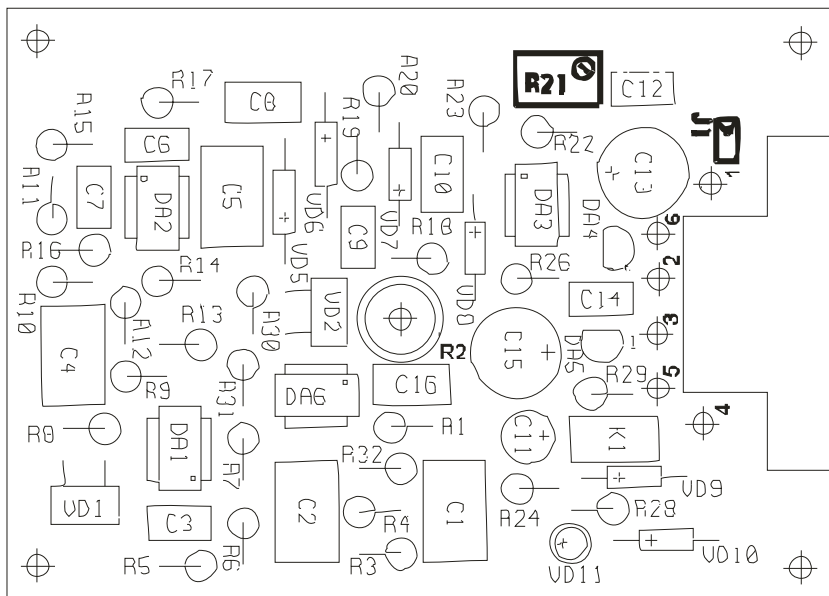 R17
C8
A20
R19
A23
R21
C12
R22
J1
1
A15
C6
A11
C7
DA2
C5
VD6
VD5
C10
VD7
C9
R18
DA3
C13
DA4
6
R16
R14
R10
R13
A12
A30
VD2
VD8
R26
C14
2
3
R2
C15
DA5
1
C4
R9
A31
DA6
C16
R29
5
4
R8
DA1
A7
A1
R32
C11
K1
VD9
VD1
C3
R6
C2
R4
C1
A24
R28
R5
R3
VD11
VD10